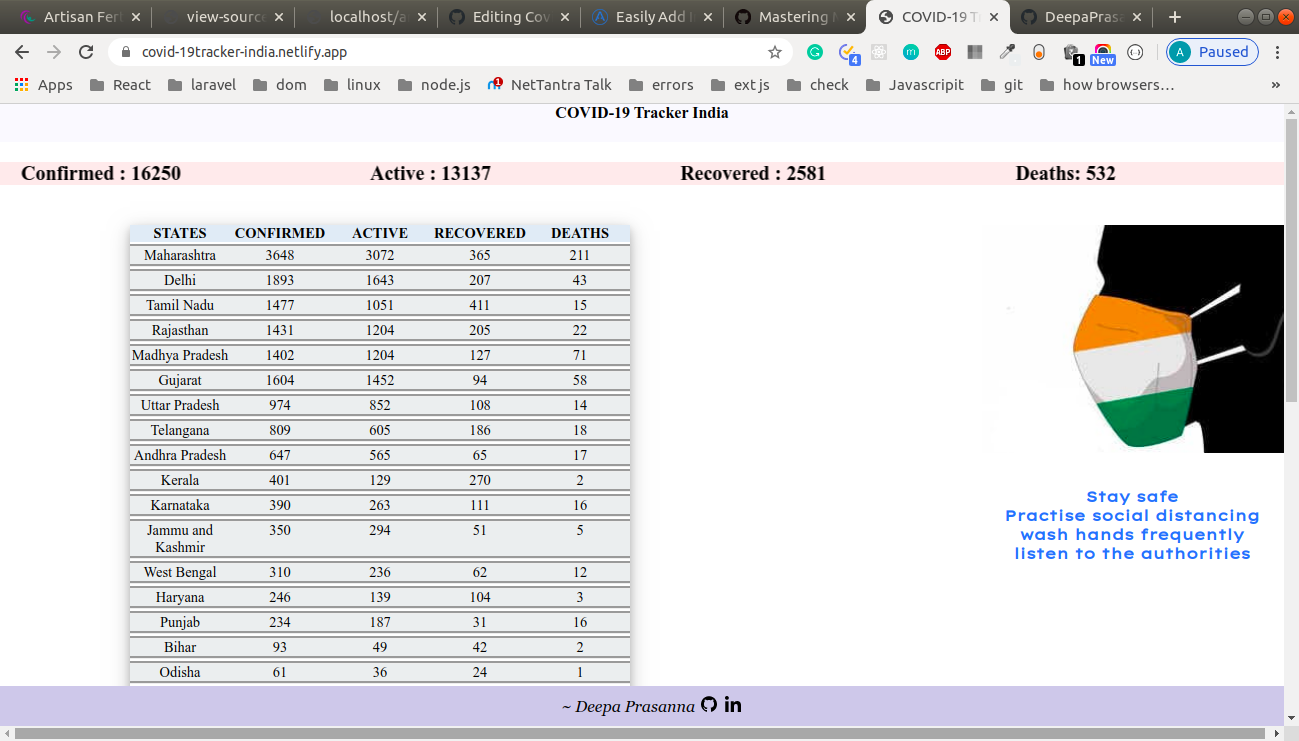 Artisan Fer
view-source
localhost/a
Editing Cov
Easily Add I
Mastering
COVID-19 T
DeepaPrasa
covid-19tracker-india.netlify.app
ABP
4
1
New
A Paused
Apps React laravel dom linux node.js NetTantra Talk errors ext js check Javascripit git how browsers… »
COVID-19 Tracker India
Confirmed : 16250 Active : 13137 Recovered : 2581 Deaths: 532
STATES CONFIRMED ACTIVE RECOVERED DEATHS
Maharashtra 3648 3072 365 211
Delhi 1893 1643 207 43
Tamil Nadu 1477 1051 411 15
Rajasthan 1431 1204 205 22
Madhya Pradesh 1402 1204 127 71
Gujarat 1604 1452 94 58
Uttar Pradesh 974 852 108 14
Telangana 809 605 186 18
Andhra Pradesh 647 565 65 17
Kerala 401 129 270 2
Karnataka 390 263 111 16
Jammu and 350 294 51 5
Kashmir
West Bengal 310 236 62 12
Haryana 246 139 104 3
Punjab 234 187 31 16
Bihar 93 49 42 2
Odisha 61 36 24 1
Stay safe
Practise social distancing
wash hands frequently
listen to the authorities
~ Deepa Prasanna in